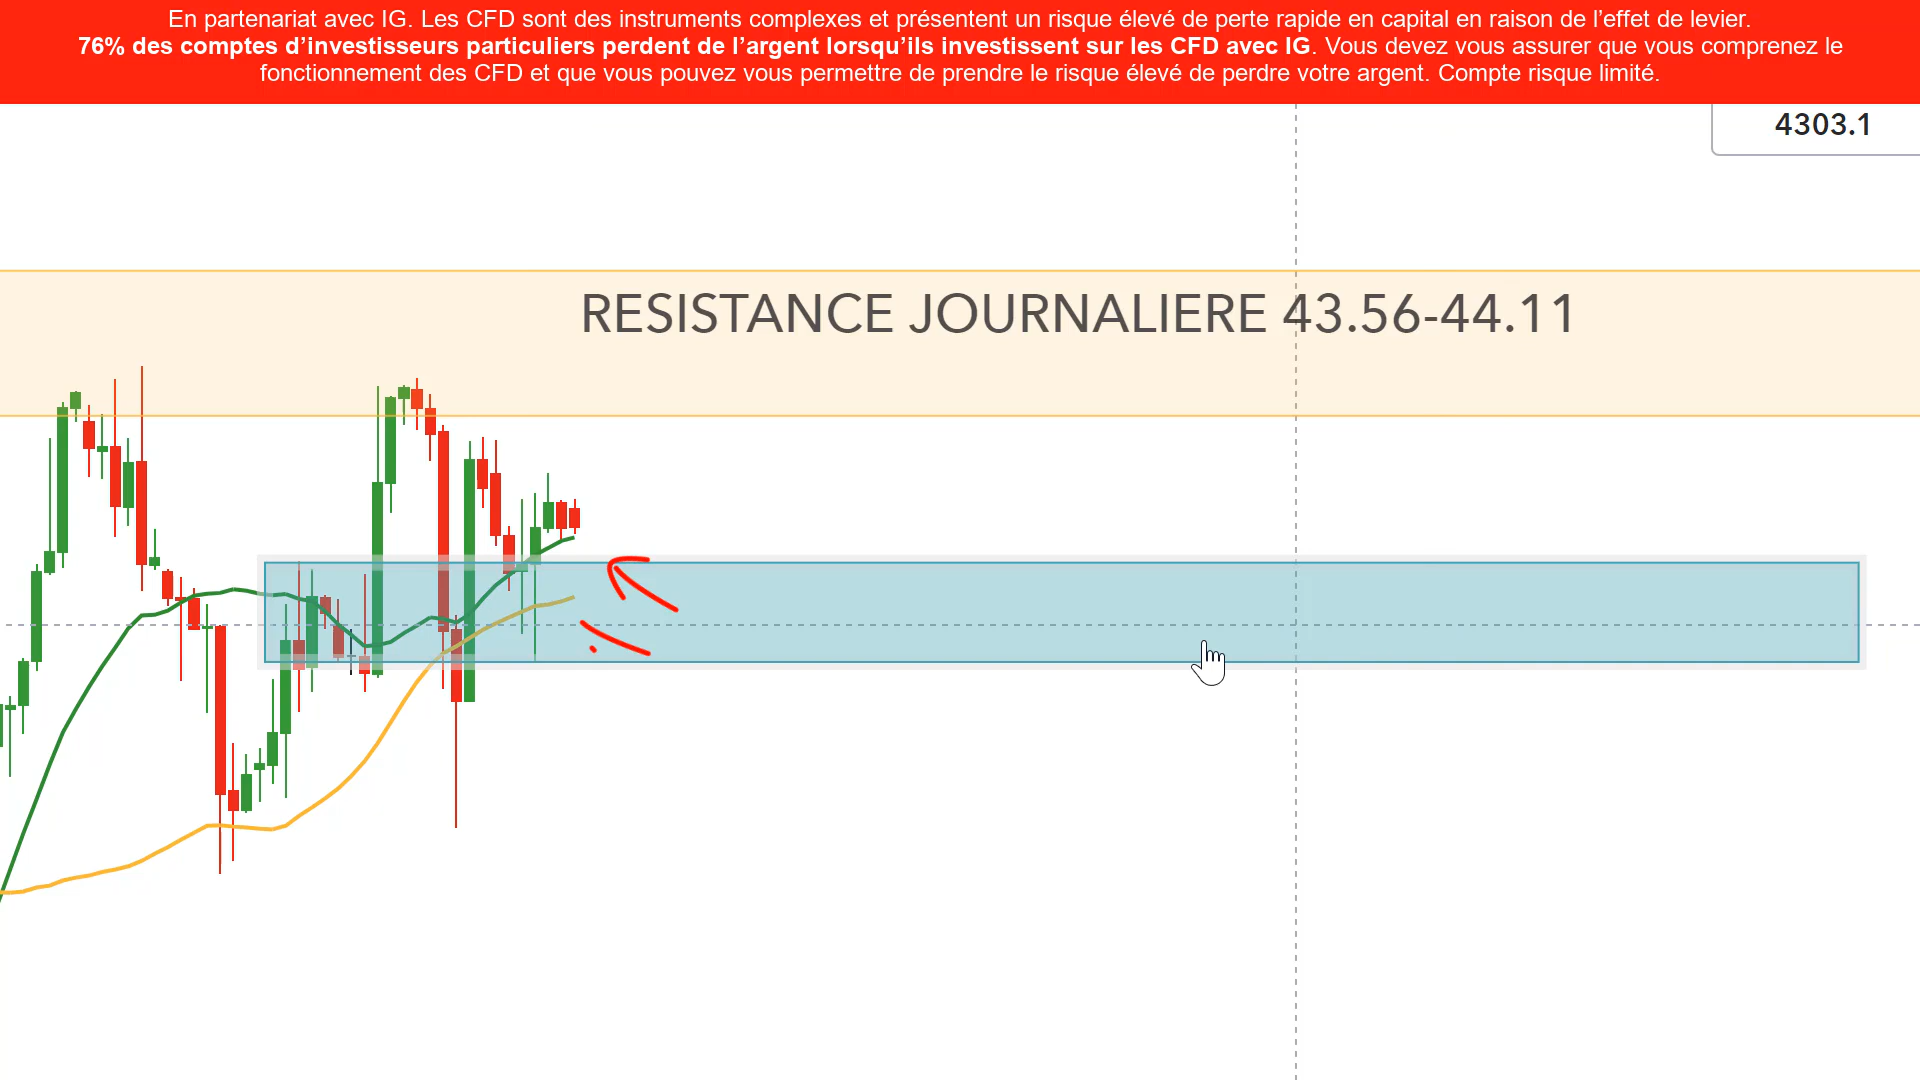 En partenariat avec IG. Les CFD sont des instruments complexes et présentent un risque élevé de perte rapide en capital en raison de l’effet de levier.
76% des comptes d’investisseurs particuliers perdent de l’argent lorsqu’ils investissent sur les CFD avec IG. Vous devez vous assurer que vous comprenez le
fonctionnement des CFD et que vous pouvez vous permettre de prendre le risque élevé de perdre votre argent. Compte risque limité.
4303.1
RESISTANCE JOURNALIERE 43.56-44.11